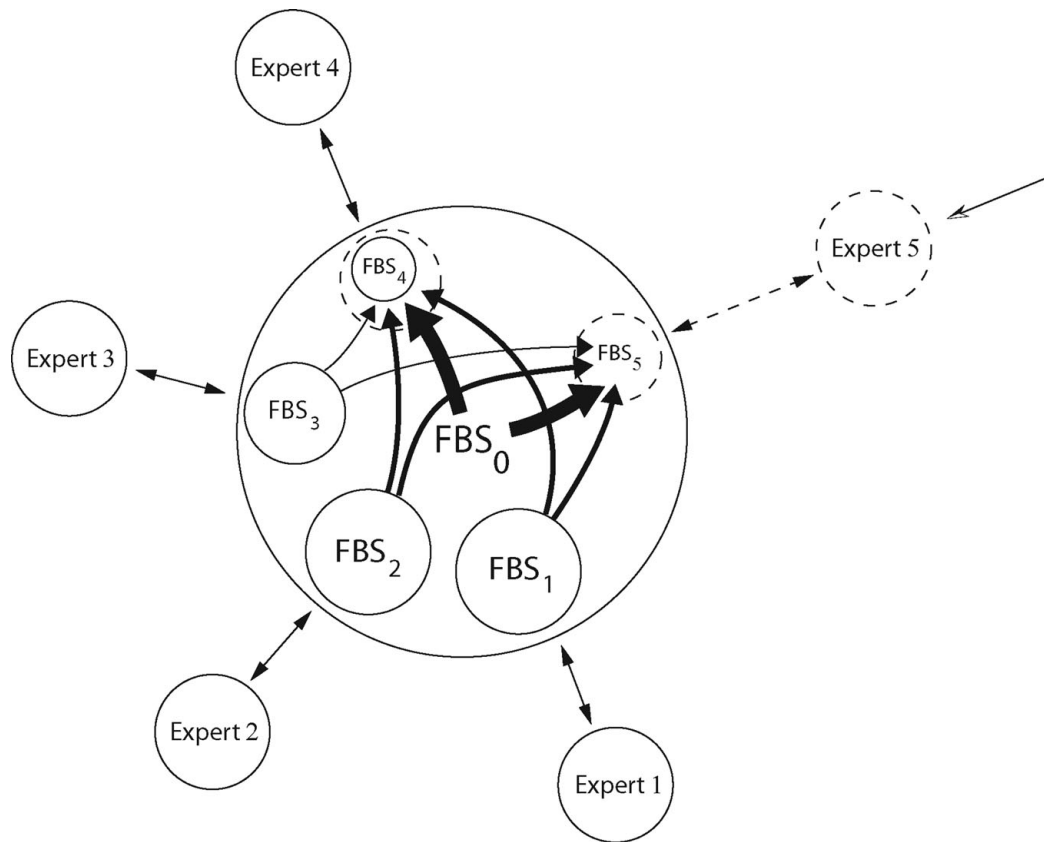 Expert 4
Expert 5
FBS₄
FBS₅
Expert 3
FBS₃
FBS₀
FBS₂
FBS₁
Expert 2
Expert 1